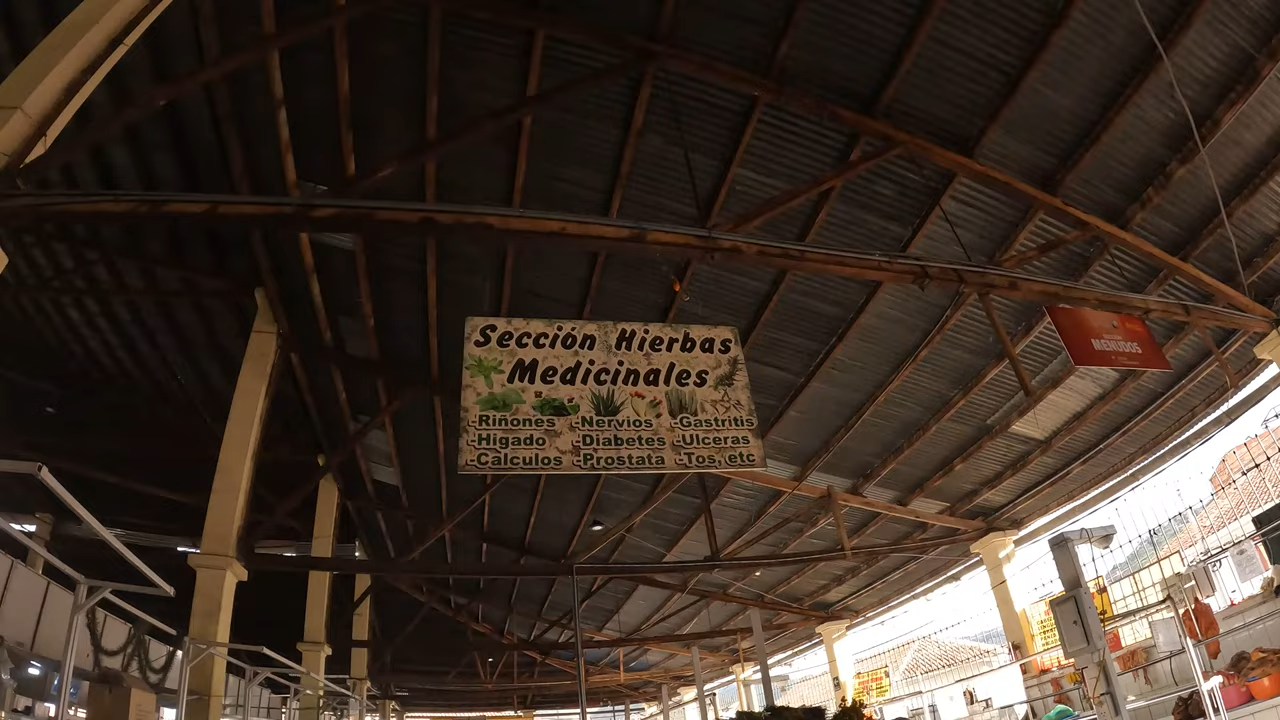 Sección Hierbas
Medicinales
-Riñones -Nervios -Gastritis
-Higado -Diabetes -Ulceras
-Calculos -Prostata -Tos, etc
MENUDOS